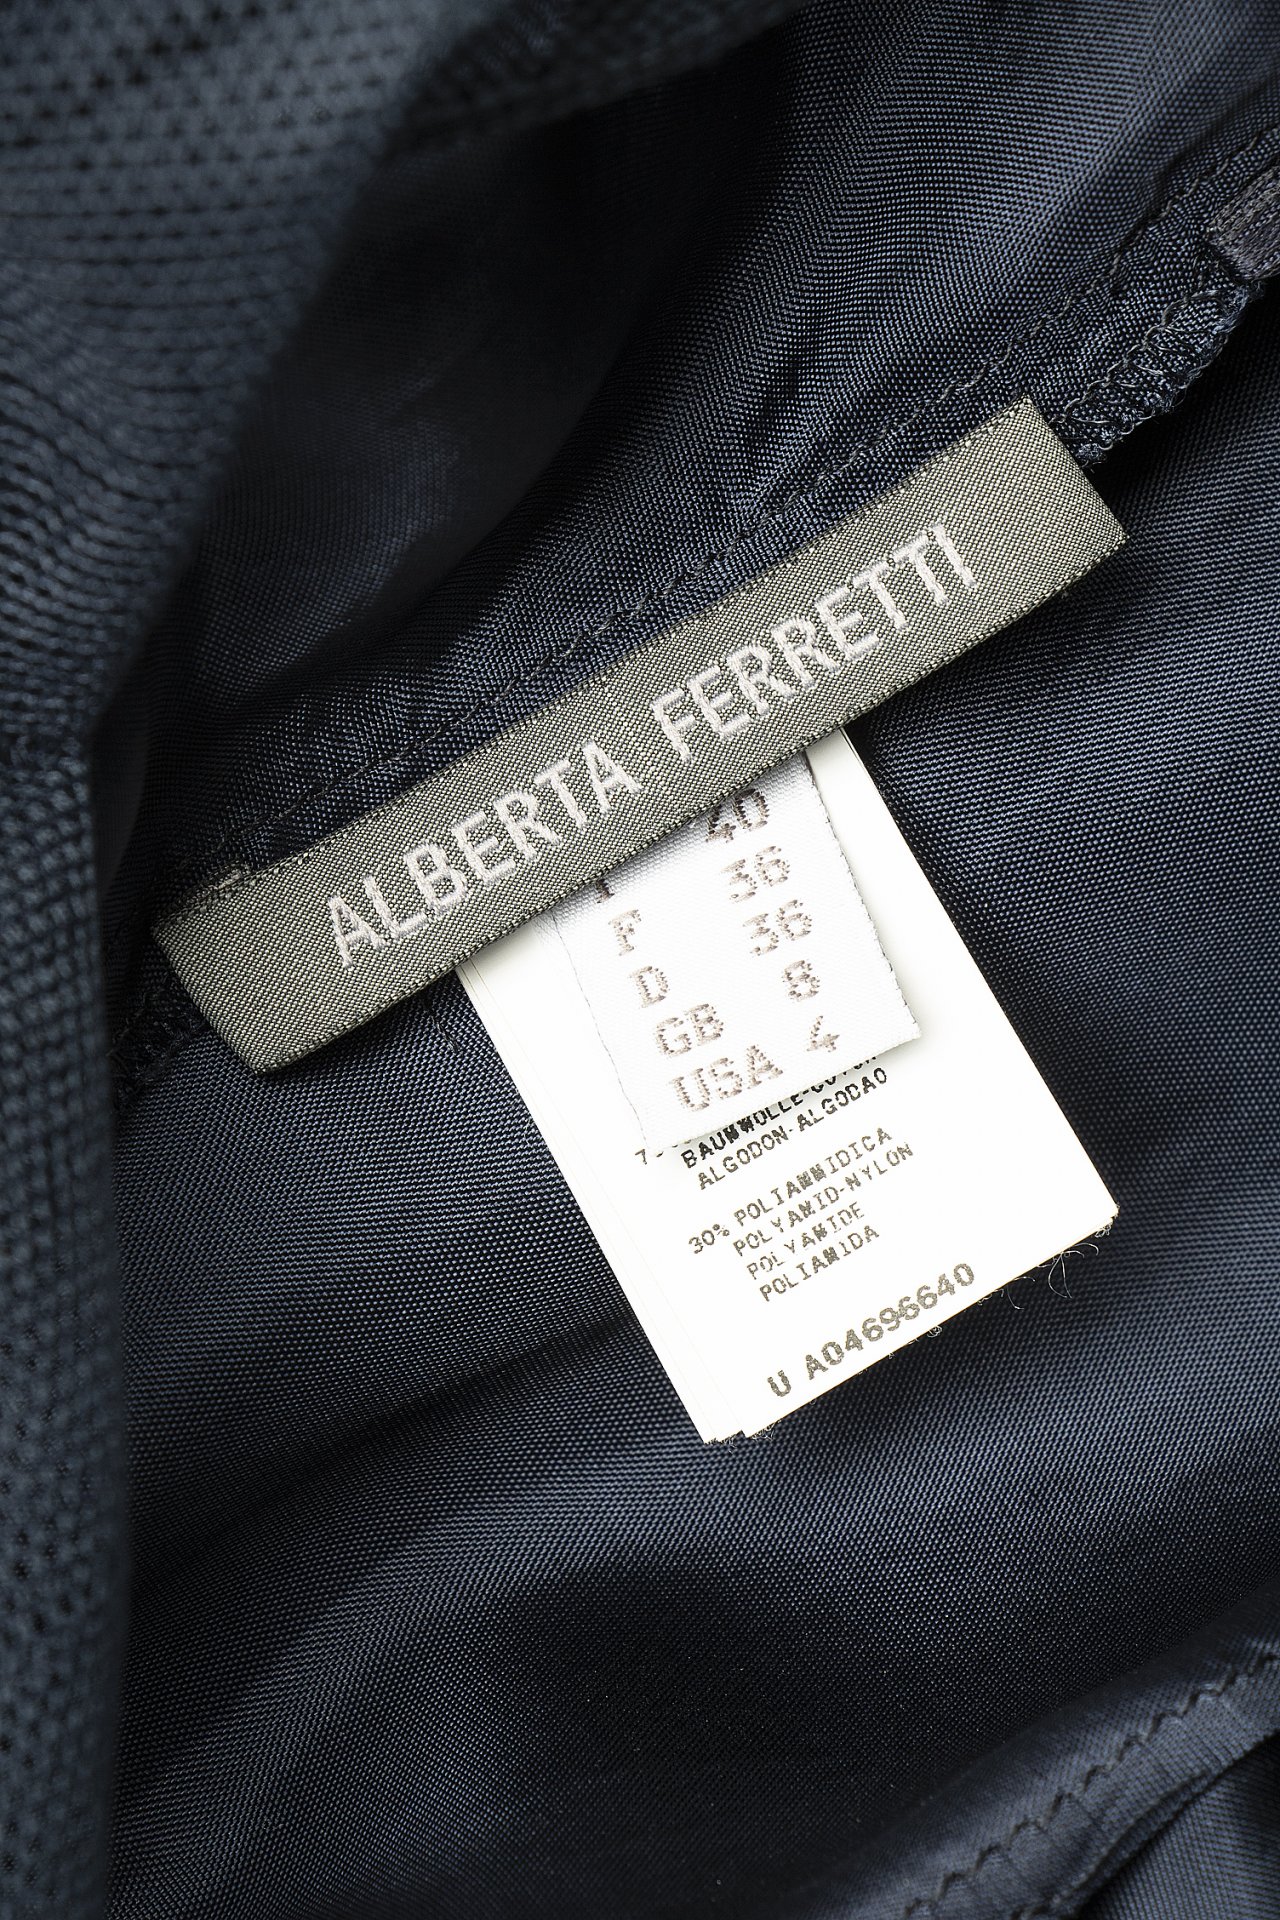 ALBERTA FERRETTI
40
F 36
D 36
GB 8
USA 4
BAUMWOLLE-COTON
ALGODON-ALGODAO
30% POLIAMMIDICA
POLYAMID-NYLON
POLYAMIDE
POLIAMIDA
U A04696640